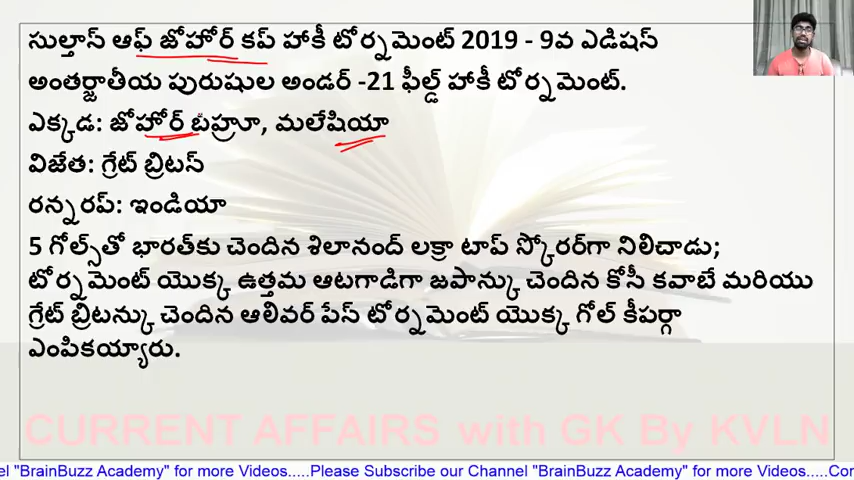 సుల్తాస్ ఆఫ్ జోహోర్ కప్ హాకీ టోర్నమెంట్ 2019 - 9వ ఎడిషస్
అంతర్జాతీయ పురుషుల అండర్ -21 ఫీల్డ్ హాకీ టోర్నమెంట్.
ఎక్కడ: జోహోర్ బహ్రూ, మలేషియా
విజేత: గ్రేట్ బ్రిటస్
రన్నరప్: ఇండియా
5 గోల్స్‌తో భారత్‌కు చెందిన శిలానంద్ లక్రా టాప్ స్కోరర్‌గా నిలిచాడు;
టోర్నమెంట్ యొక్క ఉత్తమ ఆటగాడిగా జపాన్కు చెందిన కోసీ కవాబే మరియు
గ్రేట్ బ్రిటన్కు చెందిన ఆలివర్ పేస్ టోర్నమెంట్ యొక్క గోల్ కీపర్గా
ఎంపికయ్యారు.
CURRENT AFFAIRS with GK By KVLN
el "BrainBuzz Academy" for more Videos.....Please Subscribe our Channel "BrainBuzz Academy" for more Videos.....Cor